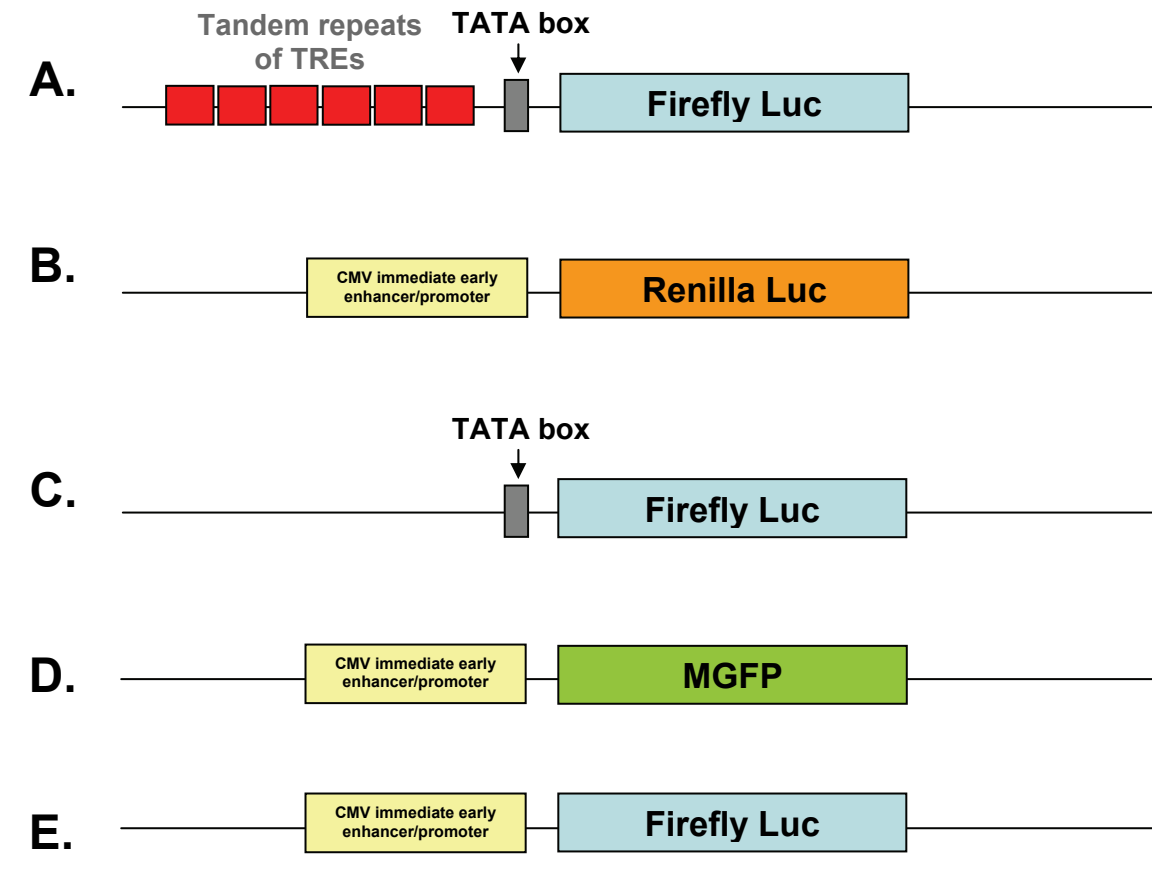 Tandem repeats
of TREs
TATA box
A.
Firefly Luc
B.
CMV immediate early
enhancer/promoter
Renilla Luc
TATA box
C.
Firefly Luc
D.
CMV immediate early
enhancer/promoter
MGFP
E.
CMV immediate early
enhancer/promoter
Firefly Luc